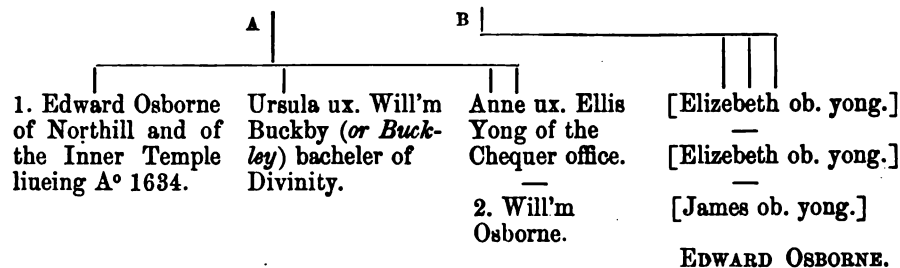 A
B
1. Edward Osborne
of Northill and of
the Inner Temple
liueing Aº 1634.
Ursula ux. Will'm
Buckby (or Buck-
ley) bacheler of
Divinity.
Anne ux. Ellis
Yong of the
Chequer office.
2. Will'm
Osborne.
[Elizebeth ob. yong.]
[Elizebeth ob. yong.]
[James ob. yong.]
EDWARD OSBORNE.